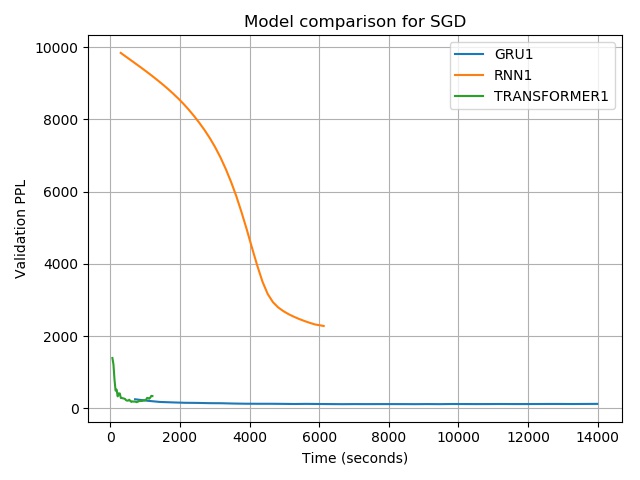 Model comparison for SGD
GRU1
RNN1
TRANSFORMER1
Validation PPL
10000
8000
6000
4000
2000
0
0 2000 4000 6000 8000 10000 12000 14000
Time (seconds)